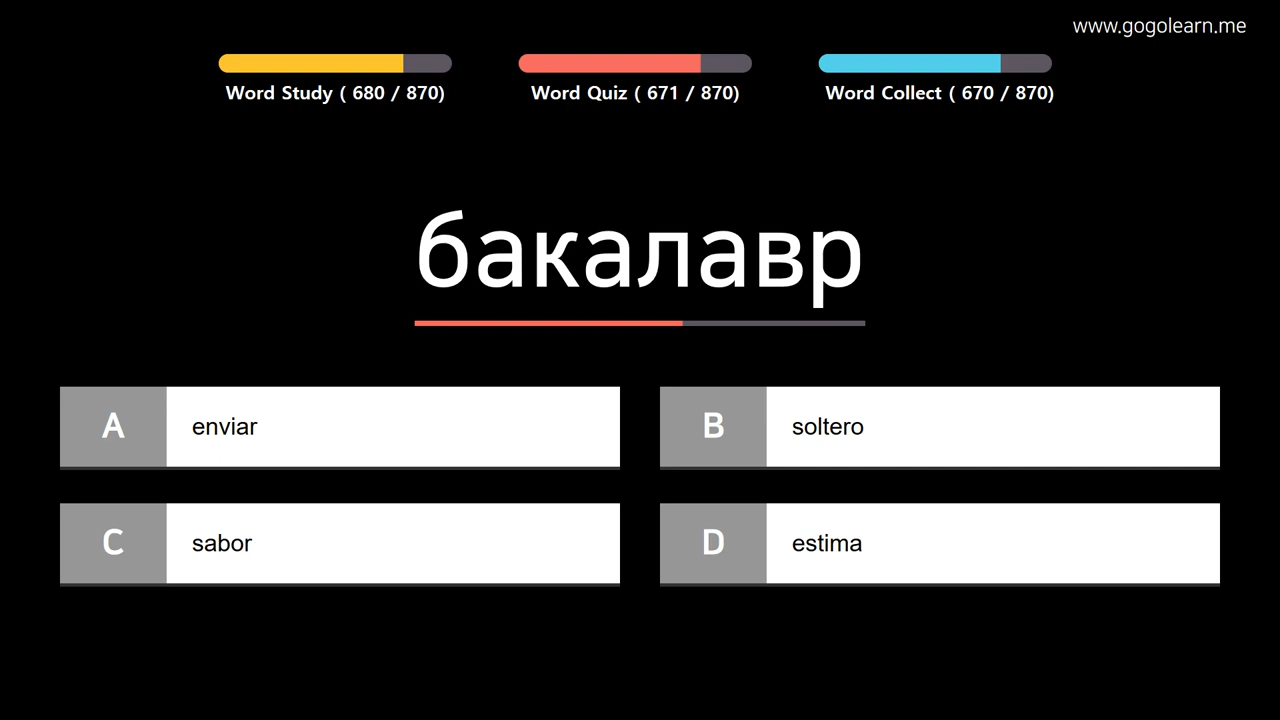 www.gogolearn.me
Word Study ( 680 / 870)
Word Quiz ( 671 / 870)
Word Collect ( 670 / 870)
бакалавр
A enviar
B soltero
C sabor
D estima